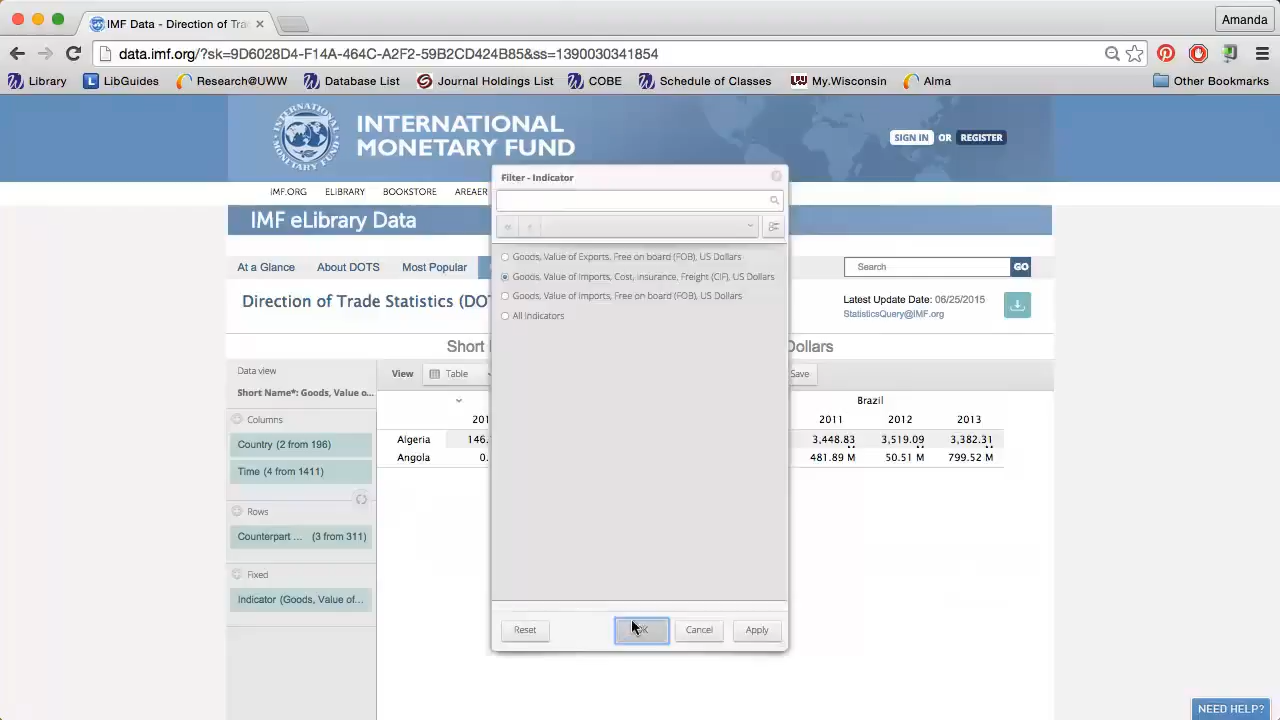 IMF Data - Direction of Tra
Amanda
data.imf.org/?sk=9D6028D4-F14A-464C-A2F2-59B2CD424B85&ss=1390030341854
Library LibGuides Research@UWW Database List Journal Holdings List COBE Schedule of Classes My.Wisconsin Alma Other Bookmarks
INTERNATIONAL
MONETARY FUND
SIGN IN OR REGISTER
IMF.ORG ELIBRARY BOOKSTORE AREAER
IMF eLibrary Data
At a Glance About DOTS Most Popular
Search GO
Direction of Trade Statistics (DOT
Latest Update Date: 06/25/2015
StatisticsQuery@IMF.org
Short
Dollars
Data view
Short Name*: Goods, Value o...
Columns
Country (2 from 196)
Time (4 from 1411)
Rows
Counterpart ... (3 from 311)
Fixed
Indicator (Goods, Value of...
View Table
Save
Brazil
201 2011 2012 2013
Algeria 146. 3,448.83 3,519.09 3,382.31
Angola 0. 481.89 M 50.51 M 799.52 M
Filter - Indicator
Goods, Value of Exports, Free on board (FOB), US Dollars
Goods, Value of Imports, Cost, Insurance, Freight (CIF), US Dollars
Goods, Value of Imports, Free on board (FOB), US Dollars
All Indicators
Reset Cancel Apply
NEED HELP?